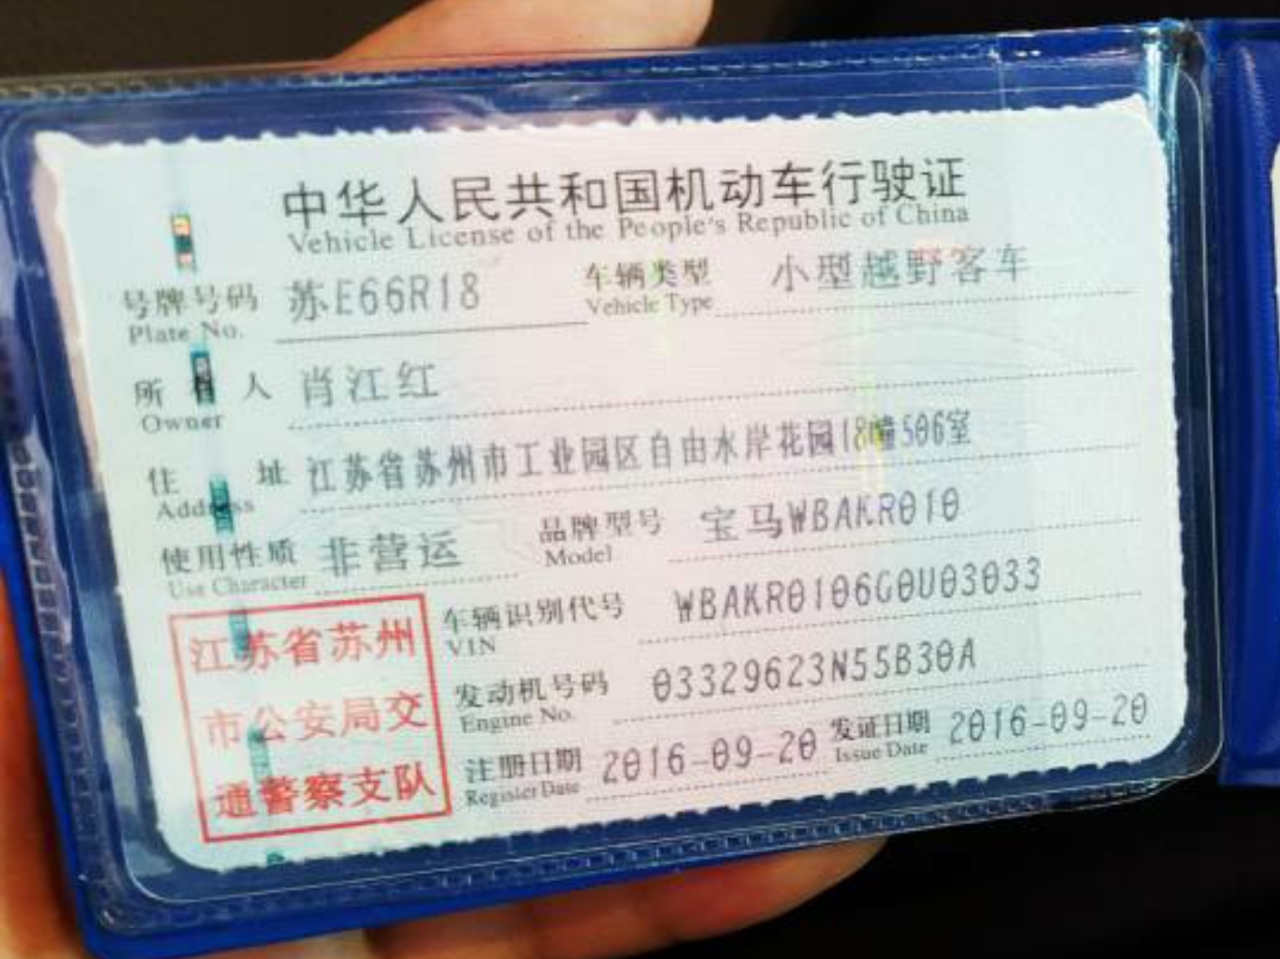 中华人民共和国机动车行驶证
Vehicle License of the People's Republic of China
号牌号码 苏E66R18 车辆类型 小型越野客车
Plate No. Vehicle Type
所有人 肖江红
Owner
住址 江苏省苏州市工业园区自由水岸花园18幢506室
Address
使用性质 非营运 品牌型号 宝马WBAKR010
Use Character Model
江苏省苏州 车辆识别代号 WBAKR0106G0U03033
VIN
市公安局交 发动机号码 03329623N55B30A
Engine No.
通警察支队 注册日期 2016-09-20 发证日期 2016-09-20
Register Date Issue Date